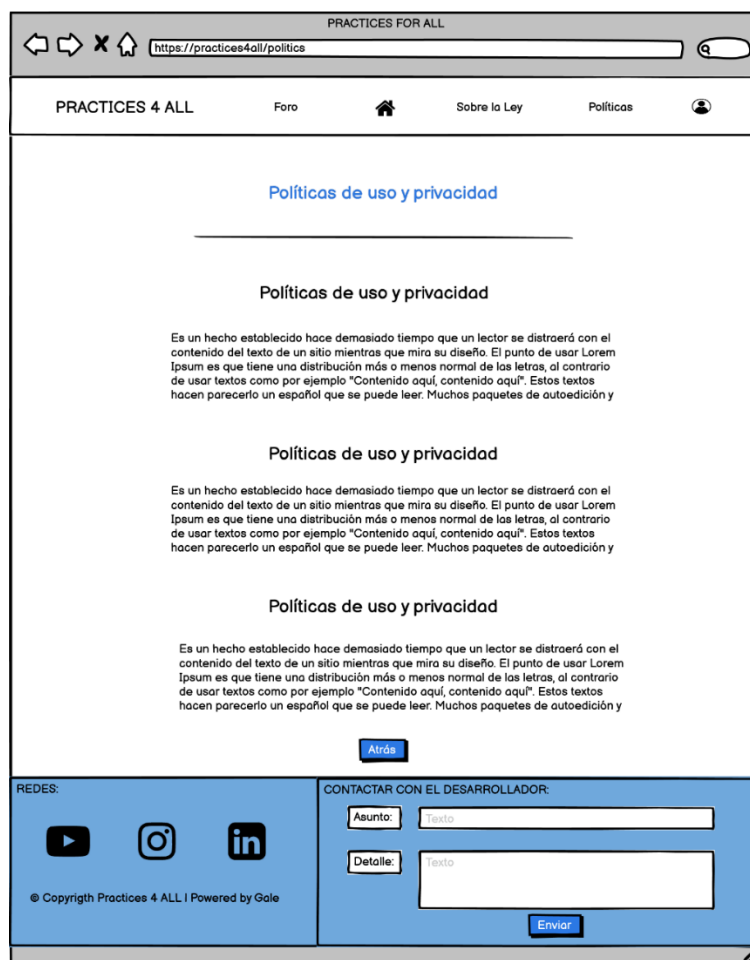 PRACTICES FOR ALL
https://practices4all/politics
PRACTICES 4 ALL Foro Sobre la Ley Políticas
Políticas de uso y privacidad
Políticas de uso y privacidad
Es un hecho establecido hace demasiado tiempo que un lector se distraerá con el
contenido del texto de un sitio mientras que mira su diseño. El punto de usar Lorem
Ipsum es que tiene una distribución más o menos normal de las letras, al contrario
de usar textos como por ejemplo "Contenido aquí, contenido aquí". Estos textos
hacen parecerlo un español que se puede leer. Muchos paquetes de autoedición y
Políticas de uso y privacidad
Es un hecho establecido hace demasiado tiempo que un lector se distraerá con el
contenido del texto de un sitio mientras que mira su diseño. El punto de usar Lorem
Ipsum es que tiene una distribución más o menos normal de las letras, al contrario
de usar textos como por ejemplo "Contenido aquí, contenido aquí". Estos textos
hacen parecerlo un español que se puede leer. Muchos paquetes de autoedición y
Políticas de uso y privacidad
Es un hecho establecido hace demasiado tiempo que un lector se distraerá con el
contenido del texto de un sitio mientras que mira su diseño. El punto de usar Lorem
Ipsum es que tiene una distribución más o menos normal de las letras, al contrario
de usar textos como por ejemplo "Contenido aquí, contenido aquí". Estos textos
hacen parecerlo un español que se puede leer. Muchos paquetes de autoedición y
Atrás
REDES:
in
© Copyrigth Practices 4 ALL | Powered by Gale
CONTACTAR CON EL DESARROLLADOR:
Asunto: Texto
Detalle: Texto
Enviar